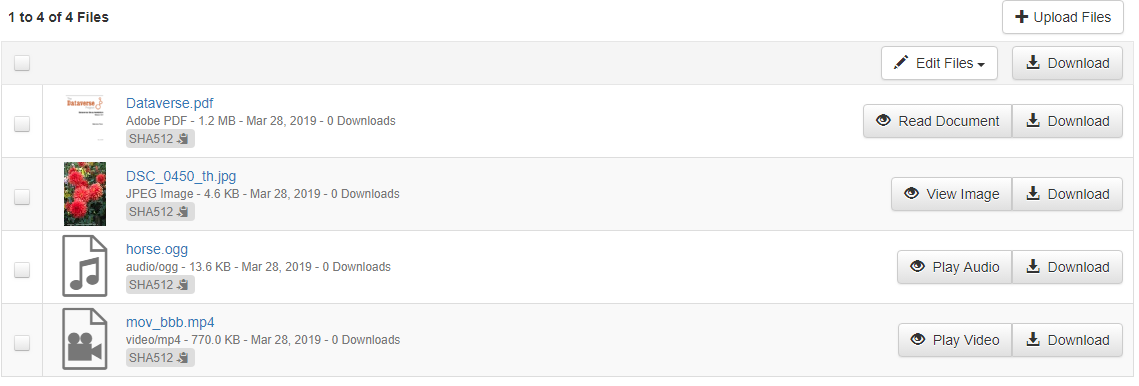 1 to 4 of 4 Files
Upload Files
Edit Files
Download
Dataverse
Dataverse.pdf
Adobe PDF - 1.2 MB - Mar 28, 2019 - 0 Downloads
SHA512
Read Document
Download
DSC_0450_th.jpg
JPEG Image - 4.6 KB - Mar 28, 2019 - 0 Downloads
SHA512
View Image
Download
horse.ogg
audio/ogg - 13.6 KB - Mar 28, 2019 - 0 Downloads
SHA512
Play Audio
Download
mov_bbb.mp4
video/mp4 - 770.0 KB - Mar 28, 2019 - 0 Downloads
SHA512
Play Video
Download